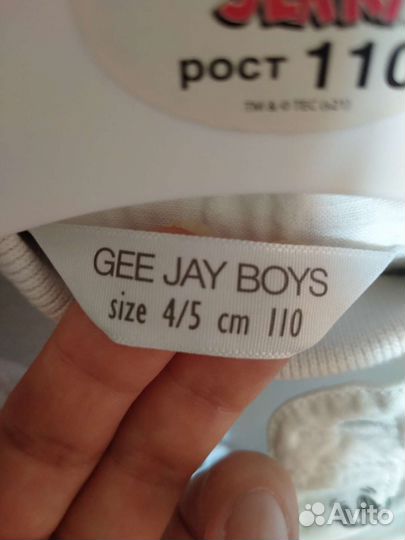 рост 110
GEE JAY BOYS
size 4/5 cm 110
Avito